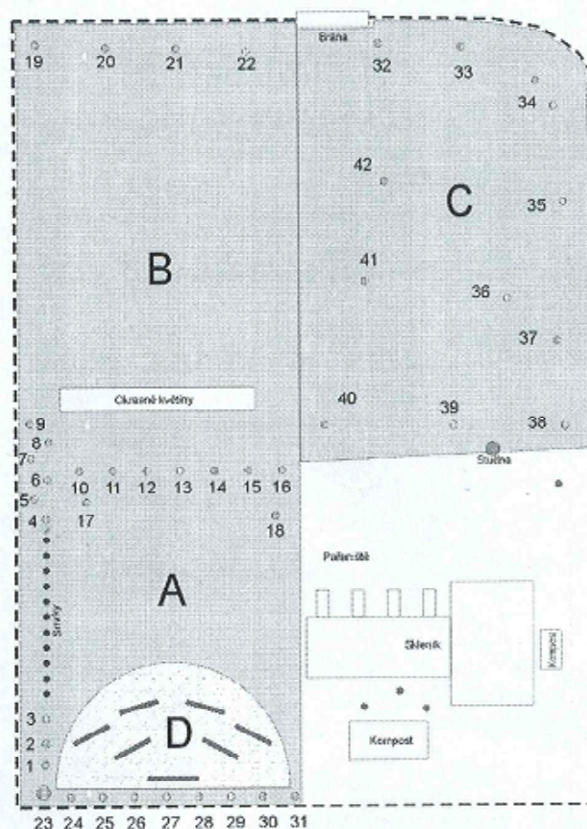 Brána
19 20 21 22 32 33
34
42
C
35
B
41
36
37
Okrasné květiny
40 39 38
9
8
7
Studna
6
10 11 12 13 14 15 16
5
17
4
18
Pařeniště
A
Smrky
Skleník
Kompost
3
D
2
Kompost
1
23 24 25 26 27 28 29 30 31